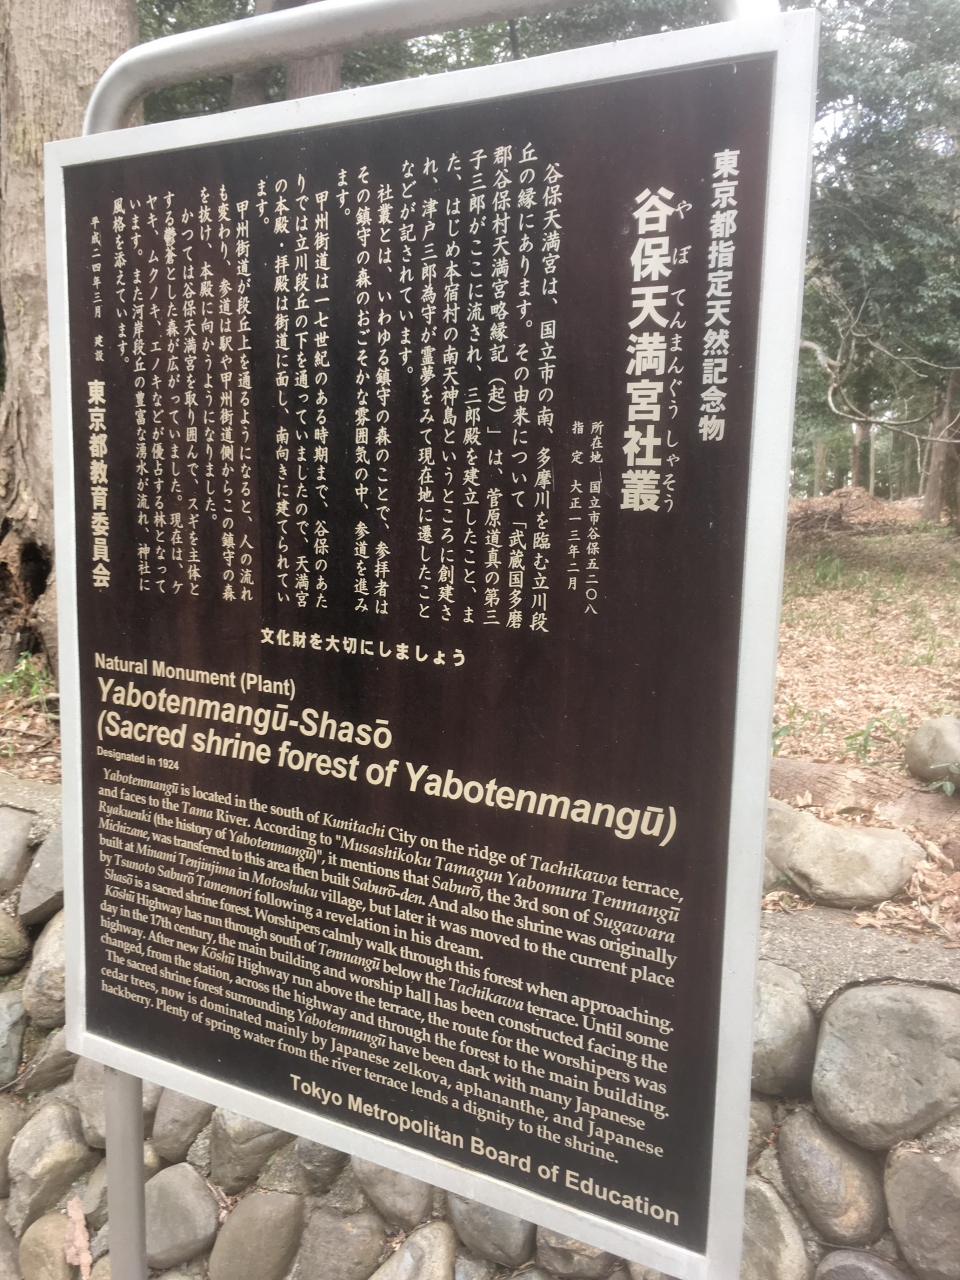 東京都指定天然記念物
谷保天満宮社叢
やぼてんまんぐうしゃそう
所在地 国立市谷保五二〇八
指定 大正一三年二月
谷保天満宮は、国立市の南、多摩川を臨む立川段
丘の縁にあります。その由来について「武蔵国多磨
郡谷保村天満宮略縁記（起）」は、菅原道真の第三
子三郎がここに流され、三郎殿を建立したこと、ま
た、はじめ本宿村の南天神島というところに創建さ
れ、津戸三郎為守が霊夢をみて現在地に遷したこと
などが記されています。
社叢とは、いわゆる鎮守の森のことで、参拝者は
その鎮守の森のおごそかな雰囲気の中、参道を進み
ます。
甲州街道は一七世紀のある時期まで、谷保のあた
りでは立川段丘の下を通っていましたので、天満宮
の本殿・拝殿は街道に面し、南向きに建てられてい
ます。
甲州街道が段丘上を通るようになると、人の流れ
も変わり、参道は駅や甲州街道側からこの鎮守の森
を抜け、本殿に向かうようになりました。
かつては谷保天満宮を取り囲んで、スギを主体と
する鬱蒼とした森が広がっていました。現在は、ケ
ヤキ、ムクノキ、エノキなどが優占する林となって
います。また河岸段丘の豊富な湧水が流れ、神社に
風格を添えています。
平成二四年三月 建設
東京都教育委員会
文化財を大切にしましょう
Natural Monument (Plant)
Yabotenmangū-Shasō
(Sacred shrine forest of Yabotenmangū)
Designated in 1924
Yabotenmangū is located in the south of Kunitachi City on the ridge of Tachikawa terrace,
and faces to the Tama River. According to "Musashikoku Tamagun Yabomura Tenmangū
Ryakuenki (the history of Yabotenmangū)", it mentions that Saburō, the 3rd son of Sugawara
Michizane, was transferred to this area then built Saburō-den. And also the shrine was originally
built at Minami Tenjinjima in Motoshuku village, but later it was moved to the current place
by Tsunoto Saburō Tamemori following a revelation in his dream.
Shasō is a sacred shrine forest. Worshipers calmly walk through this forest when approaching.
Kōshū Highway has run through south of Tenmangū below the Tachikawa terrace. Until some
day in the 17th century, the main building and worship hall has been constructed facing the
highway. After new Kōshū Highway run above the terrace, the route for the worshipers was
changed, from the station, across the highway and through the forest to the main building.
The sacred shrine forest surrounding Yabotenmangū have been dark with many Japanese
cedar trees, now is dominated mainly by Japanese zelkova, aphananthe, and Japanese
hackberry. Plenty of spring water from the river terrace lends a dignity to the shrine.
Tokyo Metropolitan Board of Education